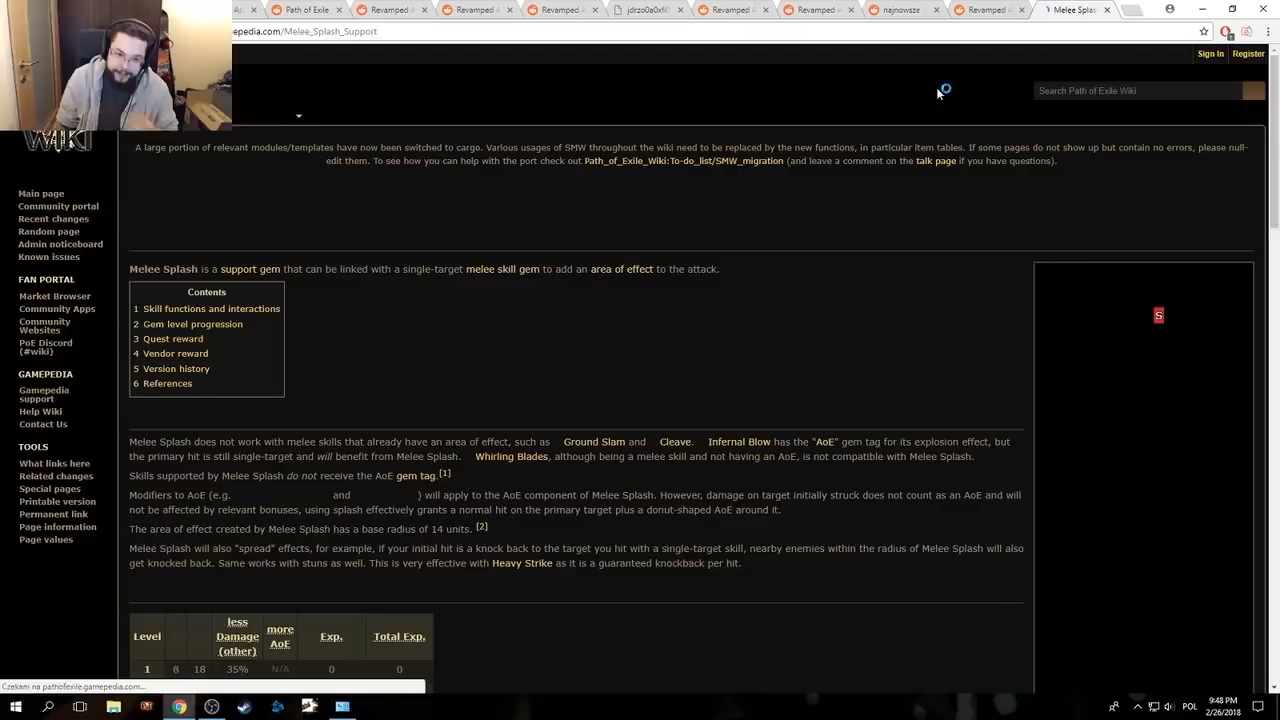 Path of Exile
Revamped A
Revamped A
Revamped A
jdrzo0a0xfi0
Revamped A
Revamped A
najnowsze
Revamped A
Melee Splas
epedia.com/Melee_Splash_Support
Sign In Register
Search Path of Exile Wiki
WIKI
A large portion of relevant modules/templates have now been switched to cargo. Various usages of SMW throughout the wiki need to be replaced by the new functions, in particular item tables. If some pages do not show up but contain no errors, please null-
edit them. To see how you can help with the port check out Path_of_Exile_Wiki:To-do_list/SMW_migration (and leave a comment on the talk page if you have questions).
Main page
Community portal
Recent changes
Random page
Admin noticeboard
Known issues
FAN PORTAL
Market Browser
Community Apps
Community
Websites
PoE Discord
(#wiki)
GAMEPEDIA
Gamepedia
support
Help Wiki
Contact Us
TOOLS
What links here
Related changes
Special pages
Printable version
Permanent link
Page information
Page values
Melee Splash is a support gem that can be linked with a single-target melee skill gem to add an area of effect to the attack.
Contents
1 Skill functions and interactions
2 Gem level progression
3 Quest reward
4 Vendor reward
5 Version history
6 References
S
Melee Splash does not work with melee skills that already have an area of effect, such as Ground Slam and Cleave. Infernal Blow has the "AoE" gem tag for its explosion effect, but
the primary hit is still single-target and will benefit from Melee Splash. Whirling Blades, although being a melee skill and not having an AoE, is not compatible with Melee Splash.
Skills supported by Melee Splash do not receive the AoE gem tag.[1]
Modifiers to AoE (e.g. and ) will apply to the AoE component of Melee Splash. However, damage on target initially struck does not count as an AoE and will
not be affected by relevant bonuses, using splash effectively grants a normal hit on the primary target plus a donut-shaped AoE around it.
The area of effect created by Melee Splash has a base radius of 14 units. [2]
Melee Splash will also "spread" effects, for example, if your initial hit is a knock back to the target you hit with a single-target skill, nearby enemies within the radius of Melee Splash will also
get knocked back. Same works with stuns as well. This is very effective with Heavy Strike as it is a guaranteed knockback per hit.
Level less Damage (other) more AoE Exp. Total Exp.
1 8 18 35% N/A 0 0
Czekam na pathofexile.gamepedia.com...
POL
9:48 PM
2/26/2018